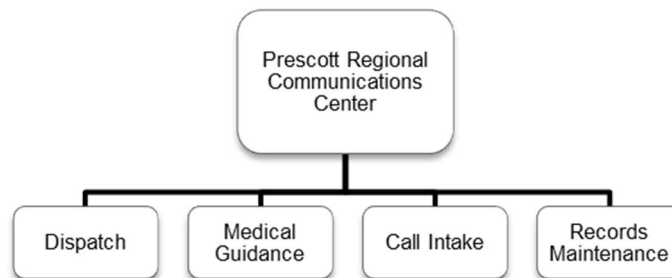 Prescott Regional
Communications
Center
Dispatch
Medical
Guidance
Call Intake
Records
Maintenance